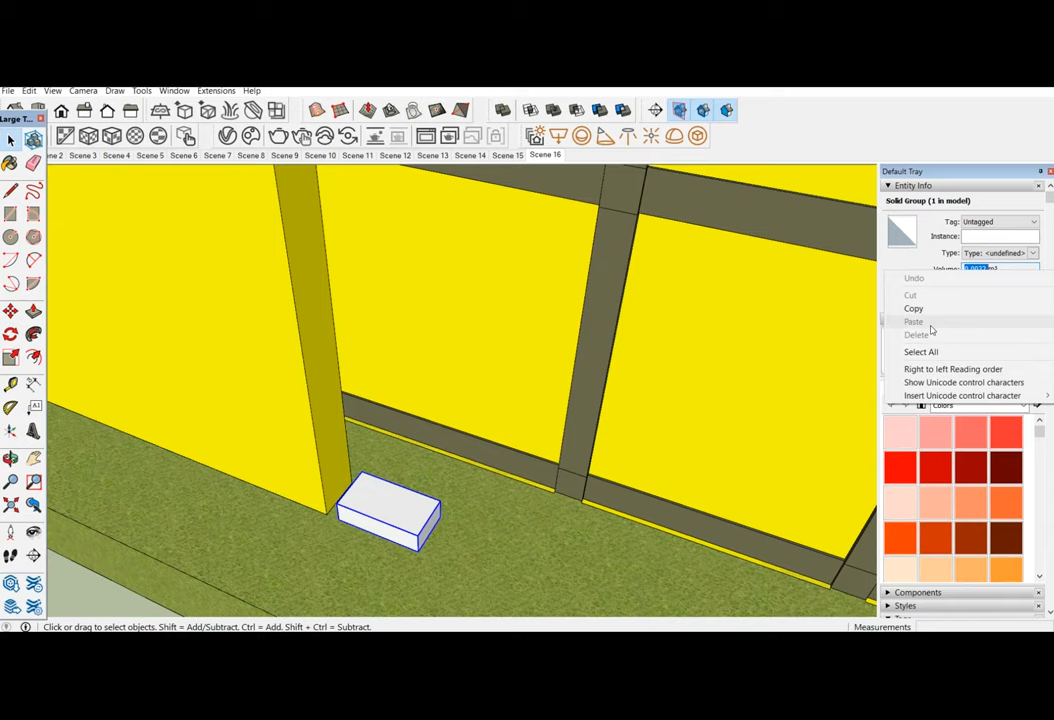 File Edit View Camera Draw Tools Window Extensions Help
Large T...
ne 2 Scene 3 Scene 4 Scene 5 Scene 6 Scene 7 Scene 8 Scene 9 Scene 10 Scene 11 Scene 12 Scene 13 Scene 14 Scene 15 Scene 16
Default Tray
Entity Info
Solid Group (1 in model)
Tag: Untagged
Instance:
Type: Type: <undefined>
Undo
Cut
Copy
Paste
Delete
Select All
Right to left Reading order
Show Unicode control characters
Insert Unicode control character
Colors
Components
Styles
Click or drag to select objects. Shift = Add/Subtract. Ctrl = Add. Shift + Ctrl = Subtract.
Measurements